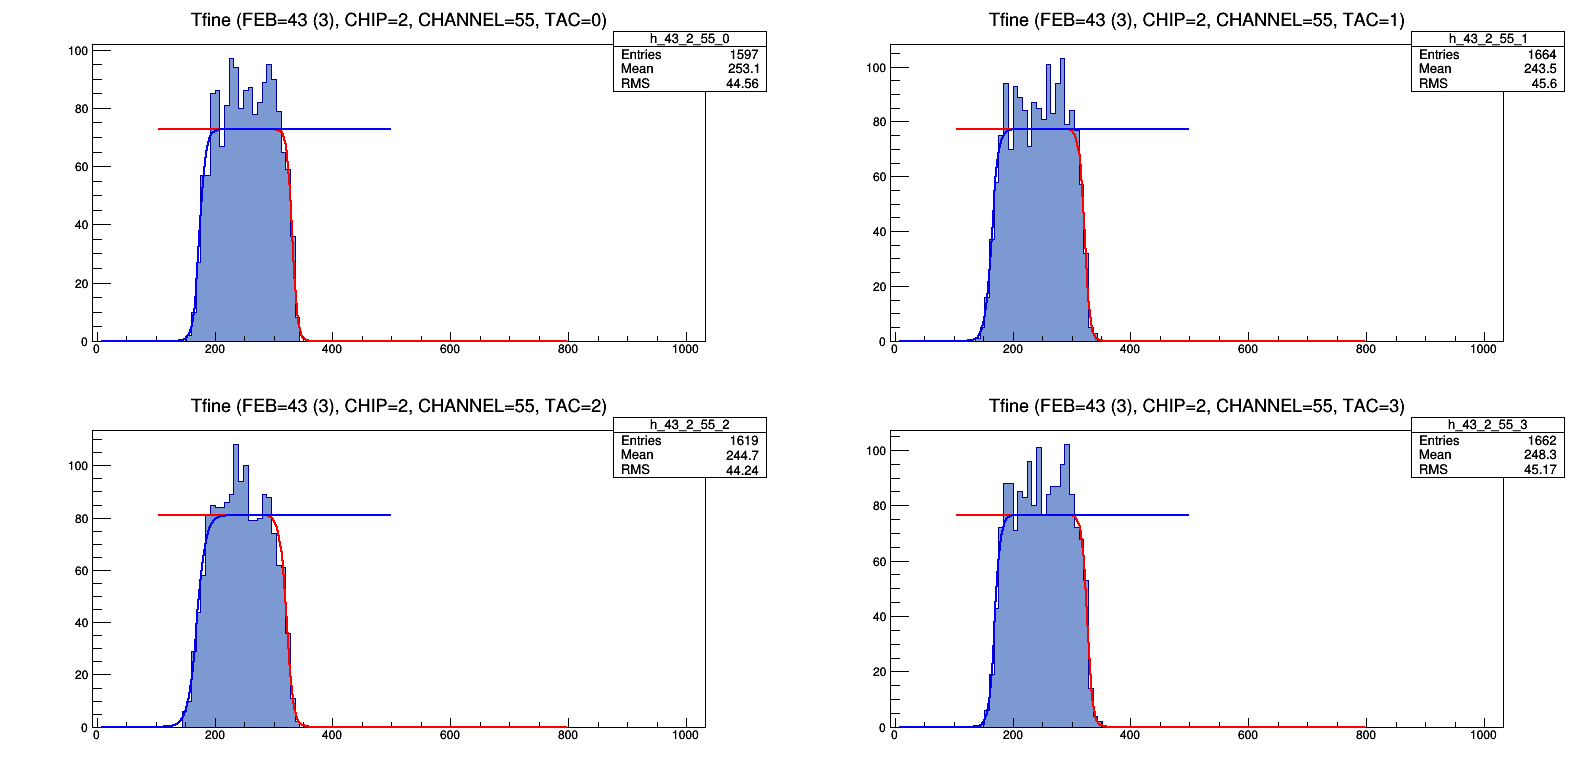 Tfine (FEB=43 (3), CHIP=2, CHANNEL=55, TAC=0)
h_43_2_55_0
Entries 1597
Mean 253.1
RMS 44.56
100
80
60
40
20
0
0 200 400 600 800 1000
Tfine (FEB=43 (3), CHIP=2, CHANNEL=55, TAC=1)
h_43_2_55_1
Entries 1664
Mean 243.5
RMS 45.6
100
80
60
40
20
0
0 200 400 600 800 1000
Tfine (FEB=43 (3), CHIP=2, CHANNEL=55, TAC=2)
h_43_2_55_2
Entries 1619
Mean 244.7
RMS 44.24
100
80
60
40
20
0
0 200 400 600 800 1000
Tfine (FEB=43 (3), CHIP=2, CHANNEL=55, TAC=3)
h_43_2_55_3
Entries 1662
Mean 248.3
RMS 45.17
100
80
60
40
20
0
0 200 400 600 800 1000